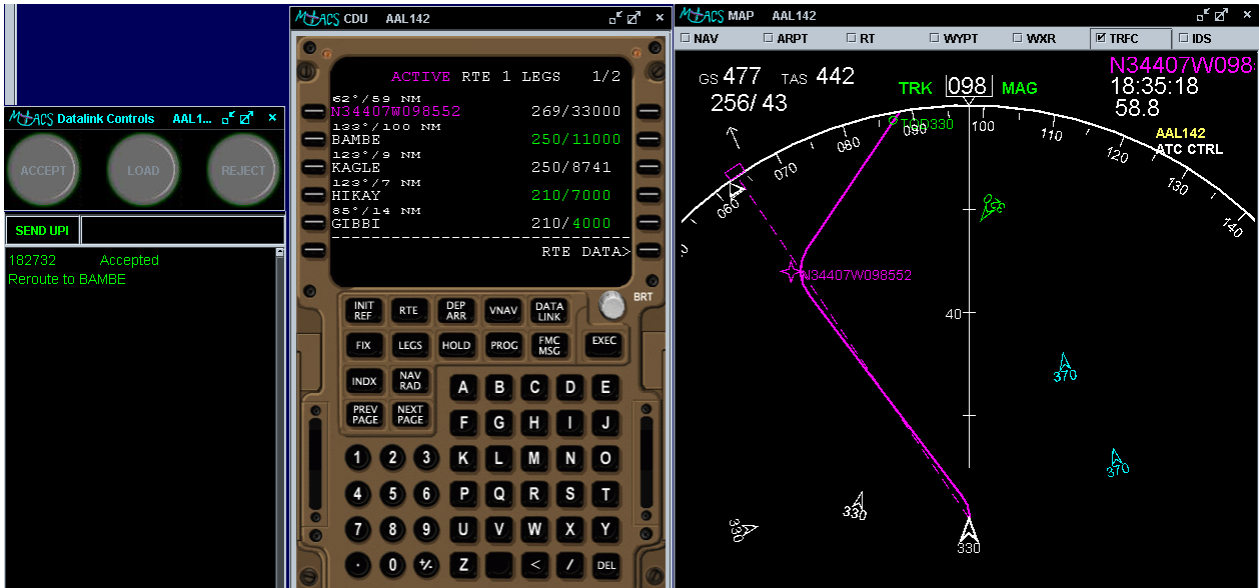 MACS Datalink Controls AAL1...
ACCEPT
LOAD
REJECT
SEND UPI
182732 Accepted
Reroute to BAMBE
MACS CDU AAL142
ACTIVE RTE 1 LEGS 1/2
62°/59 NM
N34407W098552 269/33000
133°/100 NM
BAMBE 250/11000
123°/9 NM
KAGLE 250/8741
123°/7 NM
HIKAY 210/7000
85°/14 NM
GIBBI 210/4000
RTE DATA>
BRT
INIT REF
RTE
DEP ARR
VNAV
DATA LINK
FIX
LEGS
HOLD
PROG
FMC MSG
EXEC
INDX
NAV RAD
PREV PAGE
NEXT PAGE
A B C D E
F G H I J
1 2 3 K L M N O
4 5 6 P Q R S T
7 8 9 U V W X Y
. 0 +/- Z < / DEL
MACS MAP AAL142
NAV
ARPT
RT
WYPT
WXR
TRFC
IDS
GS 477 TAS 442
256/ 43
TRK 098 MAG
N34407W098
18:35:18
58.8
AAL142
ATC CTRL
060
070
080
090
100
110
120
130
140
N34407W098552
40
350
370
370
330
330
330